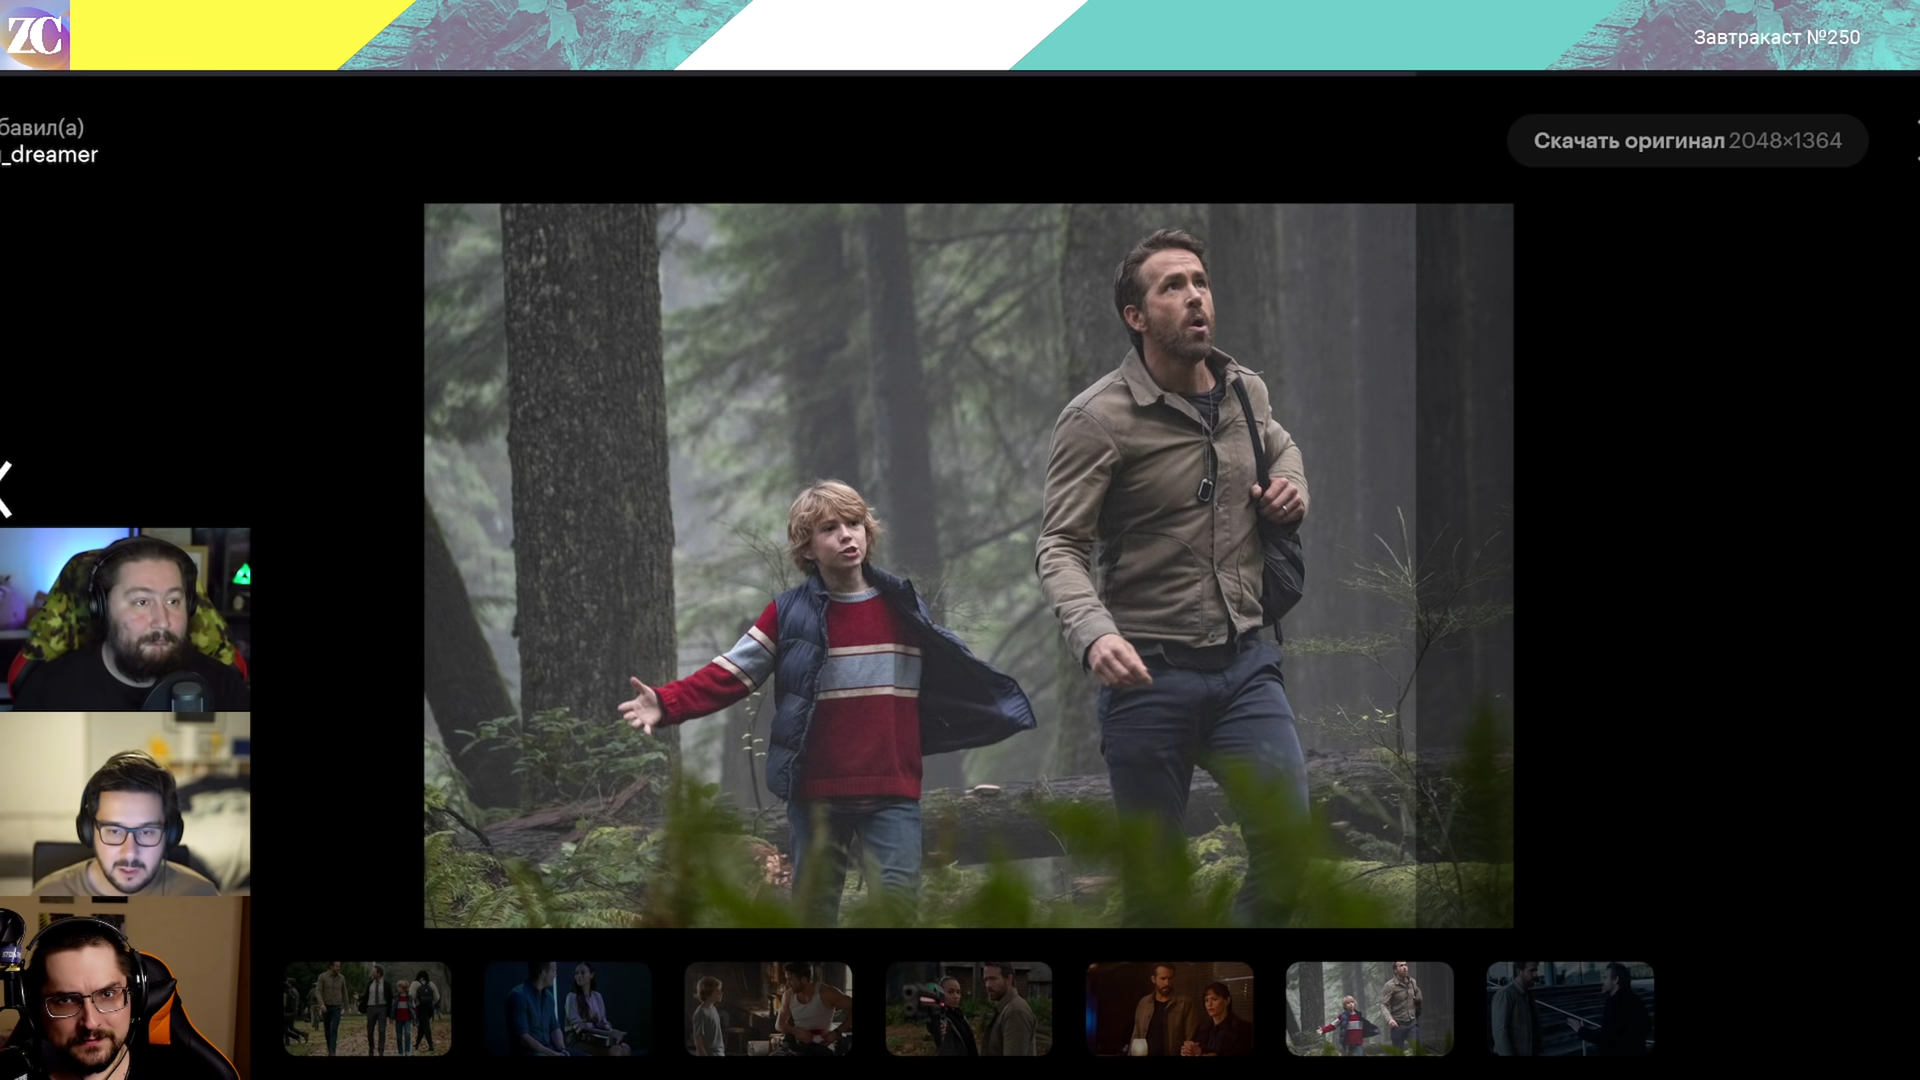 ZC
Завтракаст №250
бавил(а)
_dreamer
Скачать оригинал 2048×1364